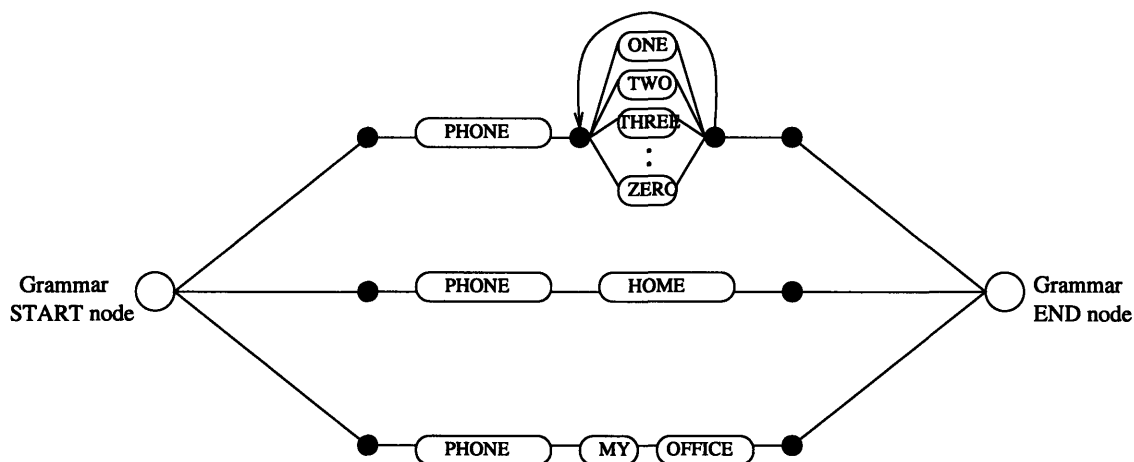 ONE
TWO
PHONE
THREE
ZERO
Grammar
START node
PHONE
HOME
Grammar
END node
PHONE
MY
OFFICE